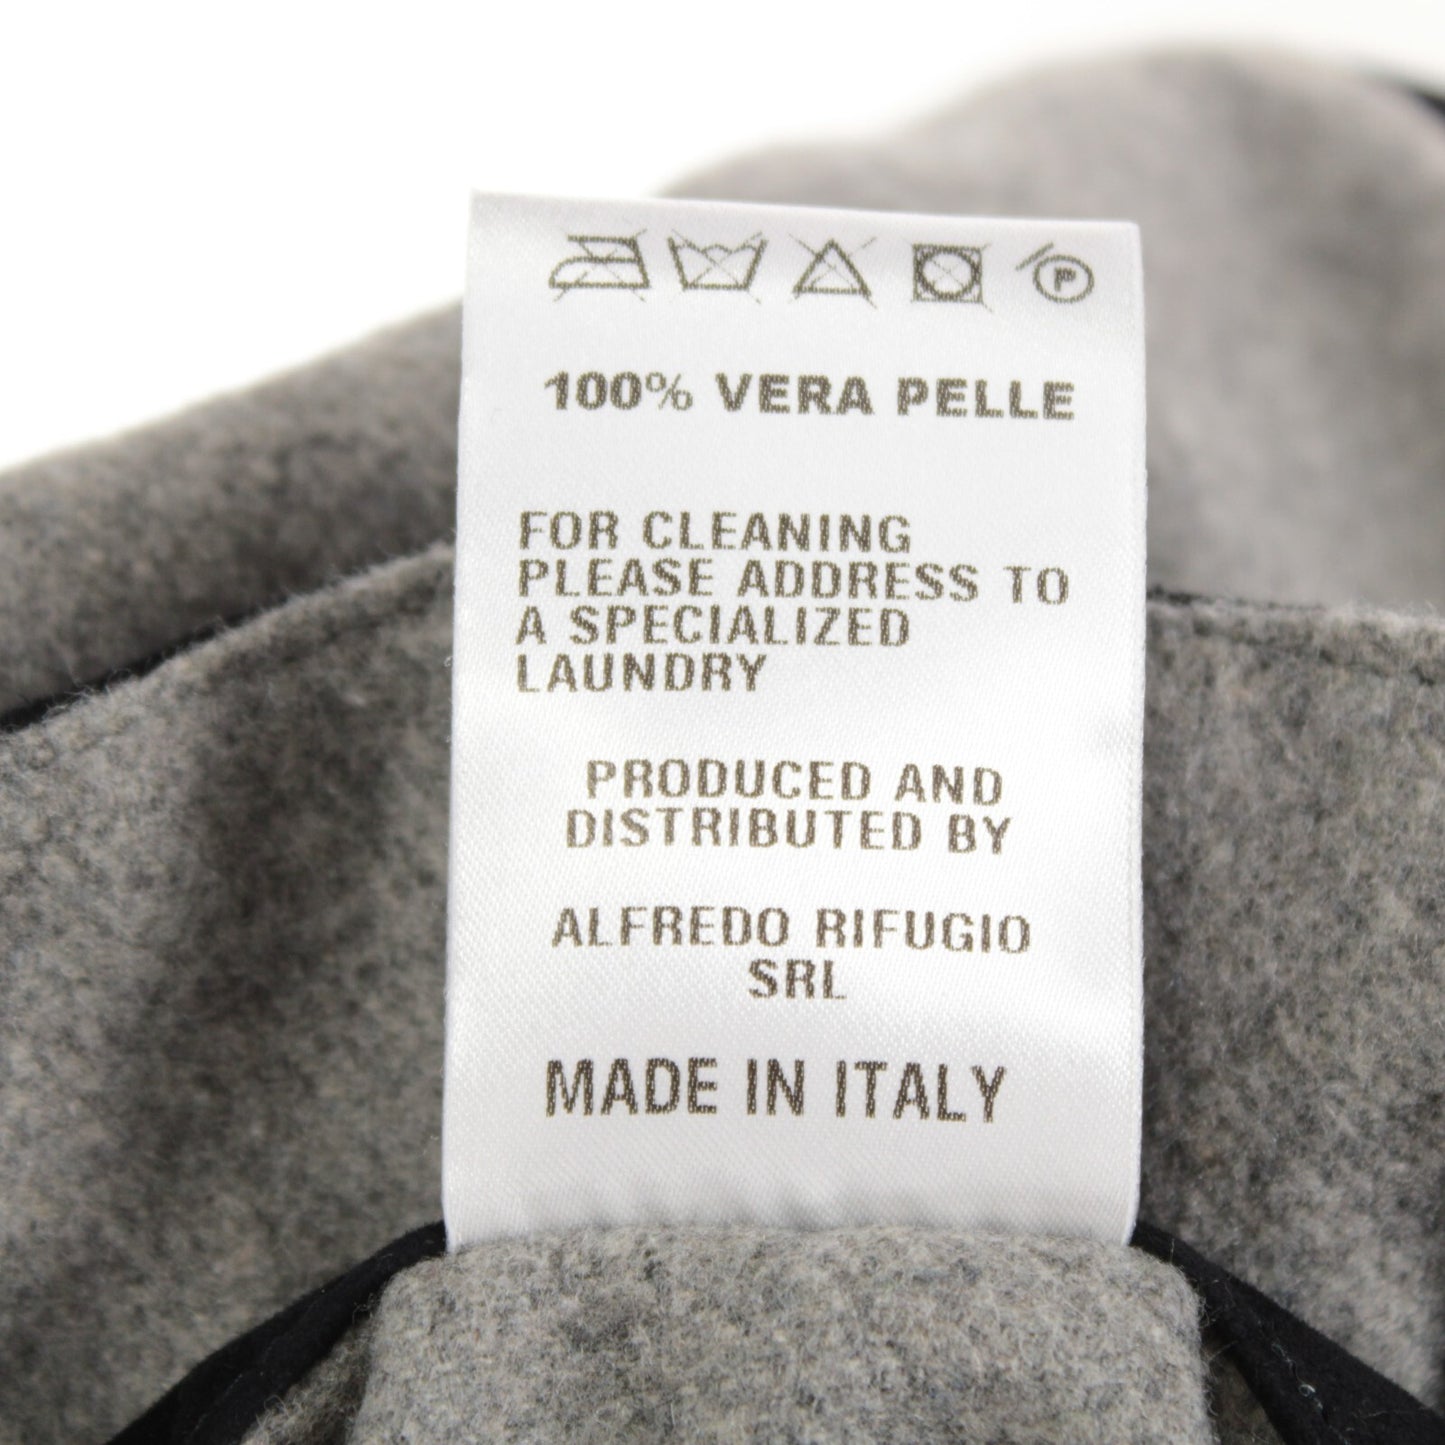 P
100% VERA PELLE
FOR CLEANING
PLEASE ADDRESS TO
A SPECIALIZED
LAUNDRY
PRODUCED AND
DISTRIBUTED BY
ALFREDO RIFUGIO
SRL
MADE IN ITALY